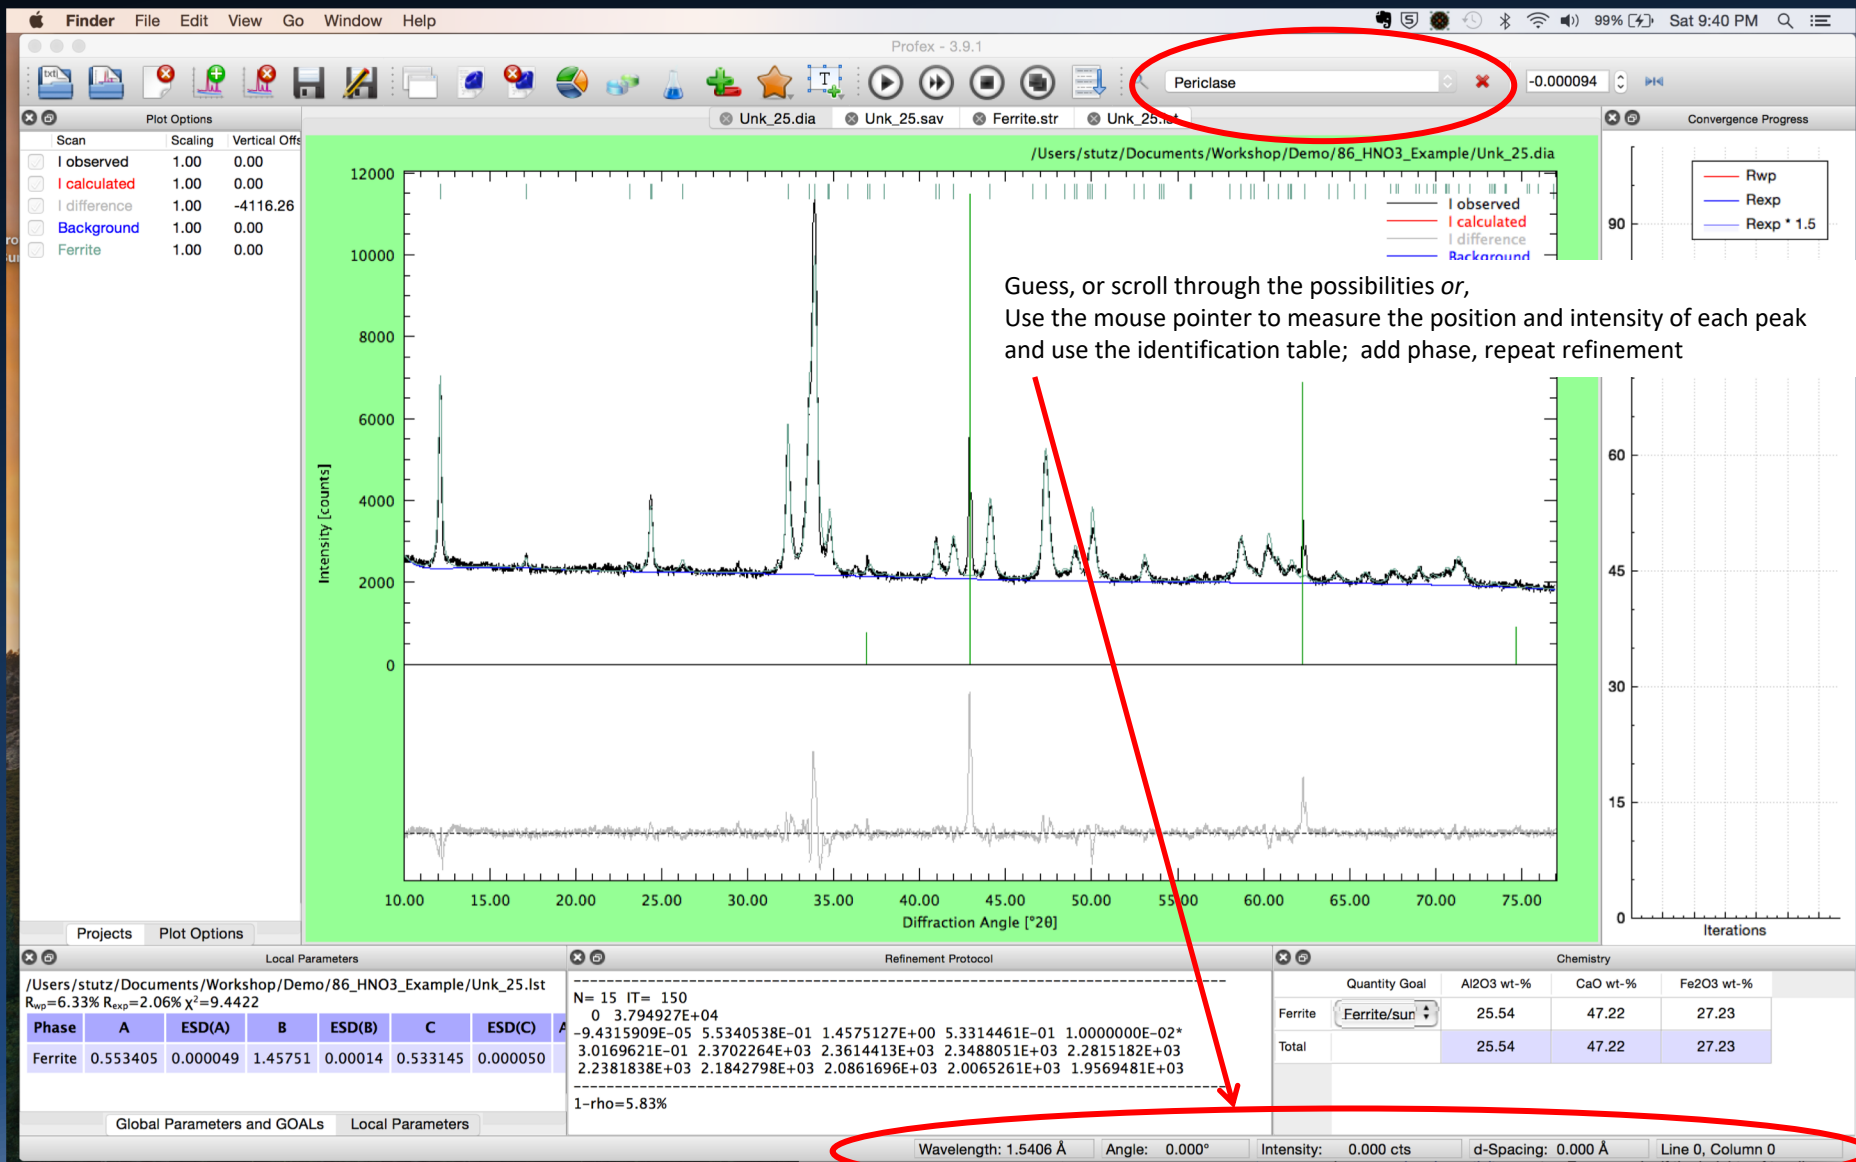 Finder File Edit View Go Window Help
99% Sat 9:40 PM
Profex - 3.9.1
txt
T
Periclase
-0.000094
Plot Options
Unk_25.dia
Unk_25.sav
Ferrite.str
Convergence Progress
Scan Scaling Vertical Offs
I observed 1.00 0.00
I calculated 1.00 0.00
I difference 1.00 -4116.26
Background 1.00 0.00
Ferrite 1.00 0.00
/Users/stutz/Documents/Workshop/Demo/86_HNO3_Example/Unk_25.dia
I observed
I calculated
I difference
Background
Rwp
Rexp
Rexp * 1.5
Guess, or scroll through the possibilities or,
Use the mouse pointer to measure the position and intensity of each peak
and use the identification table; add phase, repeat refinement
12000
10000
8000
6000
4000
2000
0
Intensity [counts]
10.00 15.00 20.00 25.00 30.00 35.00 40.00 45.00 50.00 55.00 60.00 65.00 70.00 75.00
Diffraction Angle [°2θ]
90
60
45
30
15
0
Iterations
Projects Plot Options
Local Parameters
/Users/stutz/Documents/Workshop/Demo/86_HNO3_Example/Unk_25.lst
Rwp=6.33% Rexp=2.06% χ²=9.4422
Phase A ESD(A) B ESD(B) C ESD(C) A
Ferrite 0.553405 0.000049 1.45751 0.00014 0.533145 0.000050
Global Parameters and GOALs Local Parameters
Refinement Protocol
N= 15 IT= 150
0 3.794927E+04
-9.4315909E-05 5.5340538E-01 1.4575127E+00 5.3314461E-01 1.0000000E-02*
3.0169621E-01 2.3702264E+03 2.3614413E+03 2.3488051E+03 2.2815182E+03
2.2381838E+03 2.1842798E+03 2.0861696E+03 2.0065261E+03 1.9569481E+03
1-rho=5.83%
Chemistry
Quantity Goal Al2O3 wt-% CaO wt-% Fe2O3 wt-%
Ferrite Ferrite/sum 25.54 47.22 27.23
Total 25.54 47.22 27.23
Wavelength: 1.5406 Å Angle: 0.000° Intensity: 0.000 cts d-Spacing: 0.000 Å Line 0, Column 0